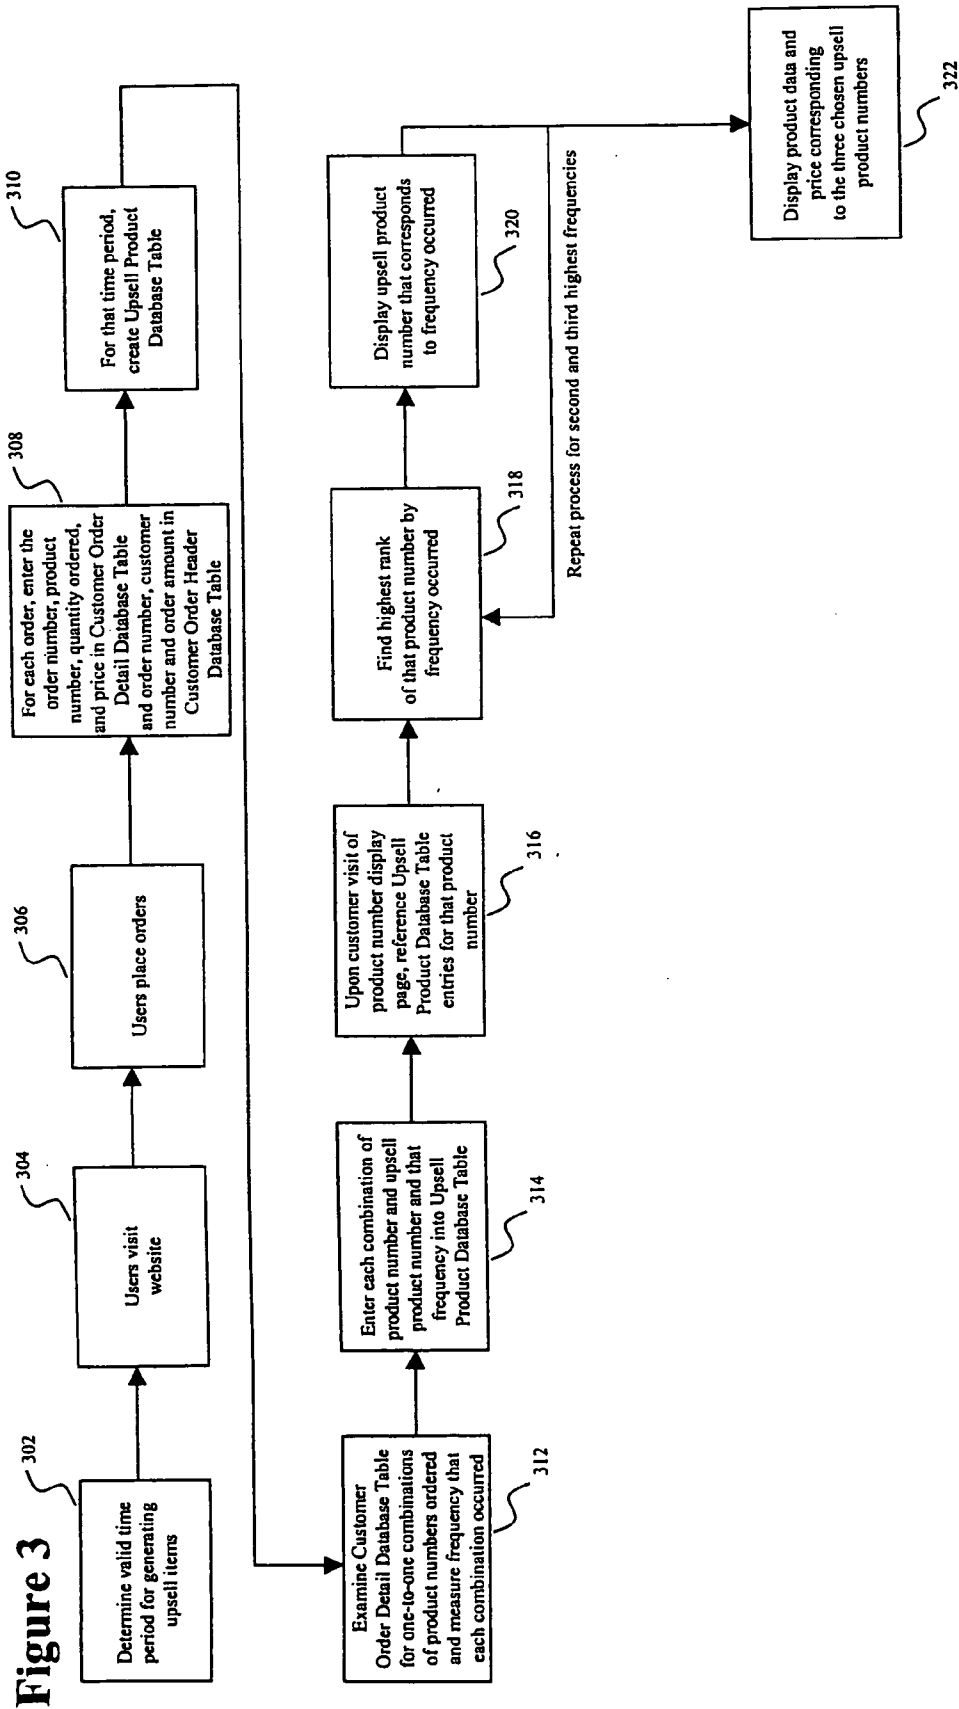 Figure 3
302
Determine valid time
period for generating
upsell items
304
Users visit
website
306
Users place orders
308
For each order, enter the
order number, product
number, quantity ordered,
and price in Customer Order
Detail Database Table
and order number, customer
number and order amount in
Customer Order Header
Database Table
310
For that time period,
create Upsell Product
Database Table
Examine Customer
Order Detail Database Table
for one-to-one combinations
of product numbers ordered
and measure frequency that
each combination occurred
312
Enter each combination of
product number and upsell
product number and that
frequency into Upsell
Product Database Table
314
Upon customer visit of
product number display
page, reference Upsell
Product Database Table
entries for that product
number
316
Find highest rank
of that product number by
frequency occurred
318
Display upsell product
number that corresponds
to frequency occurred
320
Repeat process for second and third highest frequencies
Display product data and
price corresponding
to the three chosen upsell
product numbers
322